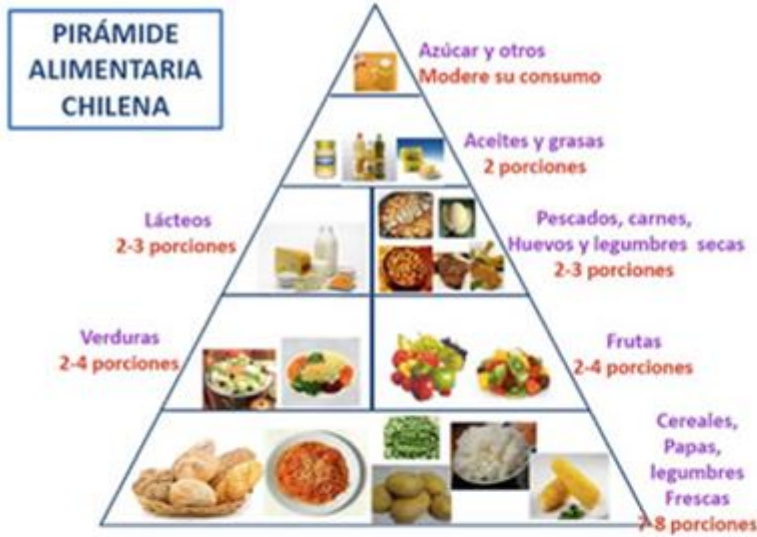 PIRÁMIDE
ALIMENTARIA
CHILENA
Azúcar y otros
Modere su consumo
Aceites y grasas
2 porciones
Lácteos
2-3 porciones
Pescados, carnes,
Huevos y legumbres secas
2-3 porciones
Verduras
2-4 porciones
Frutas
2-4 porciones
Cereales,
Papas,
legumbres
Frescas
7-8 porciones